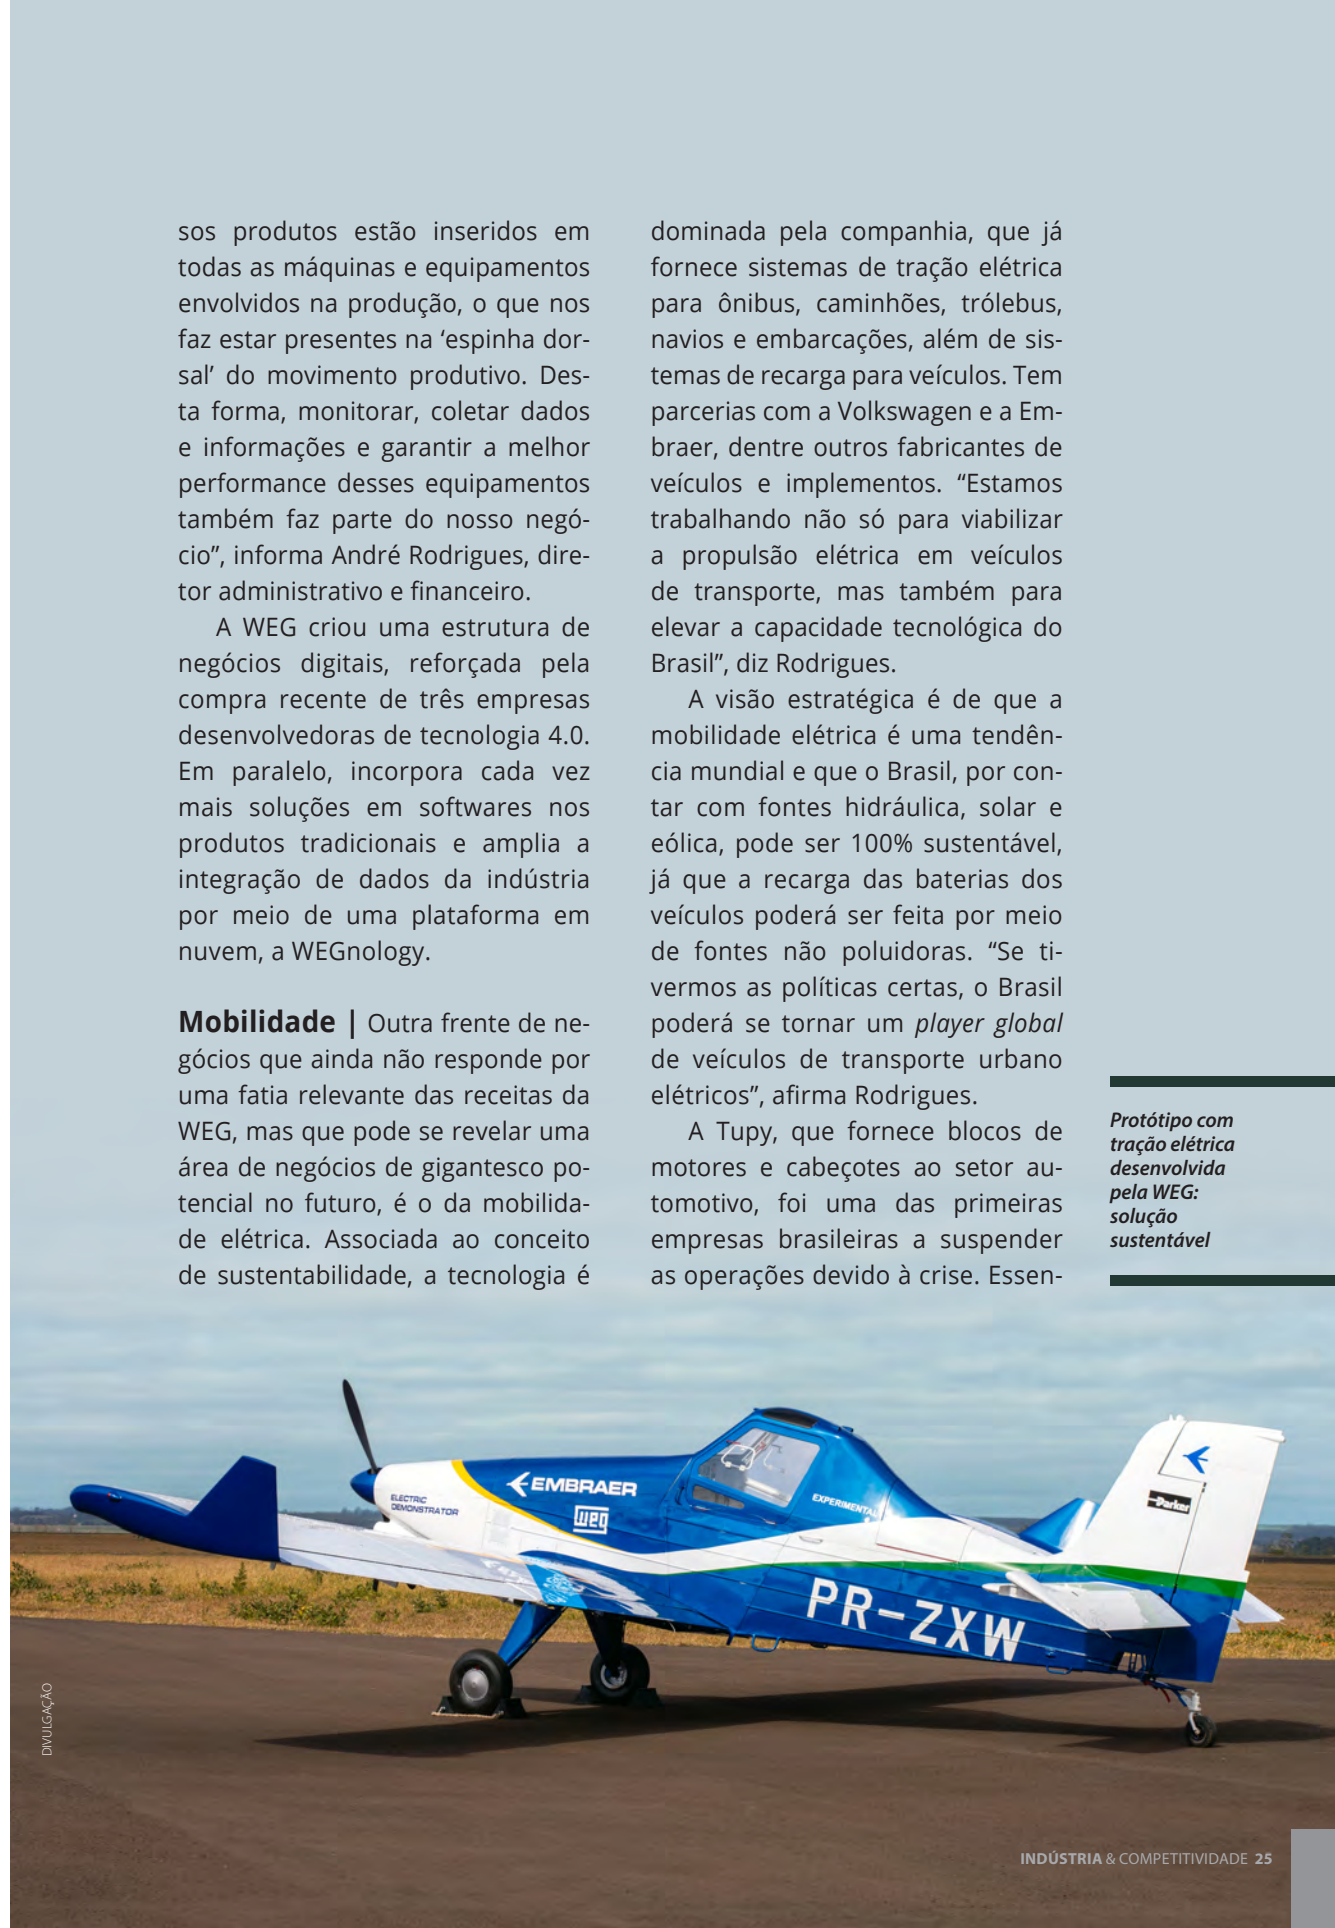 sos produtos estão inseridos em
todas as máquinas e equipamentos
envolvidos na produção, o que nos
faz estar presentes na ‘espinha dor-
sal’ do movimento produtivo. Des-
ta forma, monitorar, coletar dados
e informações e garantir a melhor
performance desses equipamentos
também faz parte do nosso negó-
cio”, informa André Rodrigues, dire-
tor administrativo e financeiro.
A WEG criou uma estrutura de
negócios digitais, reforçada pela
compra recente de três empresas
desenvolvedoras de tecnologia 4.0.
Em paralelo, incorpora cada vez
mais soluções em softwares nos
produtos tradicionais e amplia a
integração de dados da indústria
por meio de uma plataforma em
nuvem, a WEGnology.
Mobilidade | Outra frente de ne-
gócios que ainda não responde por
uma fatia relevante das receitas da
WEG, mas que pode se revelar uma
área de negócios de gigantesco po-
tencial no futuro, é o da mobilida-
de elétrica. Associada ao conceito
de sustentabilidade, a tecnologia é
dominada pela companhia, que já
fornece sistemas de tração elétrica
para ônibus, caminhões, trólebus,
navios e embarcações, além de sis-
temas de recarga para veículos. Tem
parcerias com a Volkswagen e a Em-
braer, dentre outros fabricantes de
veículos e implementos. “Estamos
trabalhando não só para viabilizar
a propulsão elétrica em veículos
de transporte, mas também para
elevar a capacidade tecnológica do
Brasil”, diz Rodrigues.
A visão estratégica é de que a
mobilidade elétrica é uma tendên-
cia mundial e que o Brasil, por con-
tar com fontes hidráulica, solar e
eólica, pode ser 100% sustentável,
já que a recarga das baterias dos
veículos poderá ser feita por meio
de fontes não poluidoras. “Se ti-
vermos as políticas certas, o Brasil
poderá se tornar um player global
de veículos de transporte urbano
elétricos”, afirma Rodrigues.
A Tupy, que fornece blocos de
motores e cabeçotes ao setor au-
tomotivo, foi uma das primeiras
empresas brasileiras a suspender
as operações devido à crise. Essen-
Protótipo com
tração elétrica
desenvolvida
pela WEG:
solução
sustentável
ELECTRIC
DEMONSTRATOR
EMBRAER
weg
EXPERIMENTAL
Parker
PR-ZXW
DIVULGAÇÃO
INDÚSTRIA & COMPETITIVIDADE 25